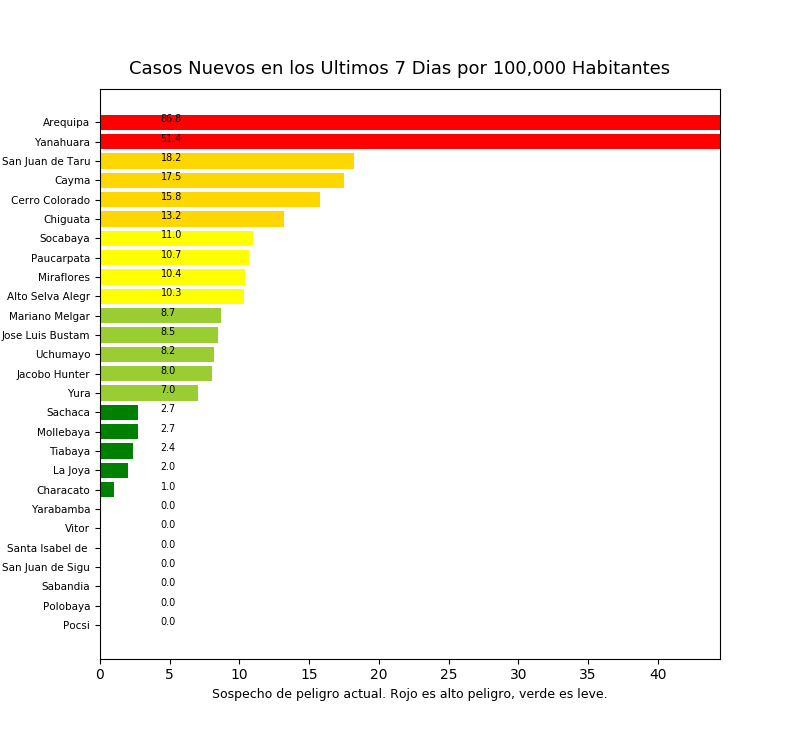 Casos Nuevos en los Ultimos 7 Dias por 100,000 Habitantes
Arequipa 86.8
Yanahuara 51.4
San Juan de Taru 18.2
Cayma 17.5
Cerro Colorado 15.8
Chiguata 13.2
Socabaya 11.0
Paucarpata 10.7
Miraflores 10.4
Alto Selva Alegr 10.3
Mariano Melgar 8.7
Jose Luis Bustam 8.5
Uchumayo 8.2
Jacobo Hunter 8.0
Yura 7.0
Sachaca 2.7
Mollebaya 2.7
Tiabaya 2.4
La Joya 2.0
Characato 1.0
Yarabamba 0.0
Vitor 0.0
Santa Isabel de 0.0
San Juan de Sigu 0.0
Sabandia 0.0
Polobaya 0.0
Pocsi 0.0
0 5 10 15 20 25 30 35 40
Sospecho de peligro actual. Rojo es alto peligro, verde es leve.